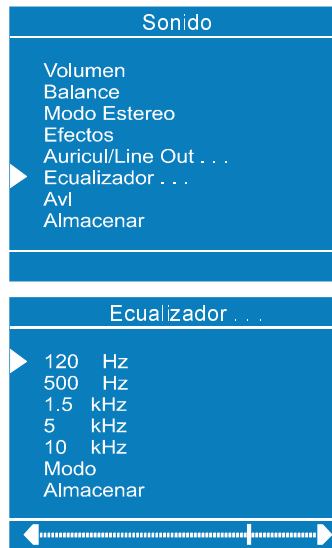 Sonido
Volumen
Balance
Modo Estereo
Efectos
Auricul/Line Out . . .
Ecualizador . . .
Avl
Almacenar
Ecualizador . . .
120 Hz
500 Hz
1.5 kHz
5 kHz
10 kHz
Modo
Almacenar